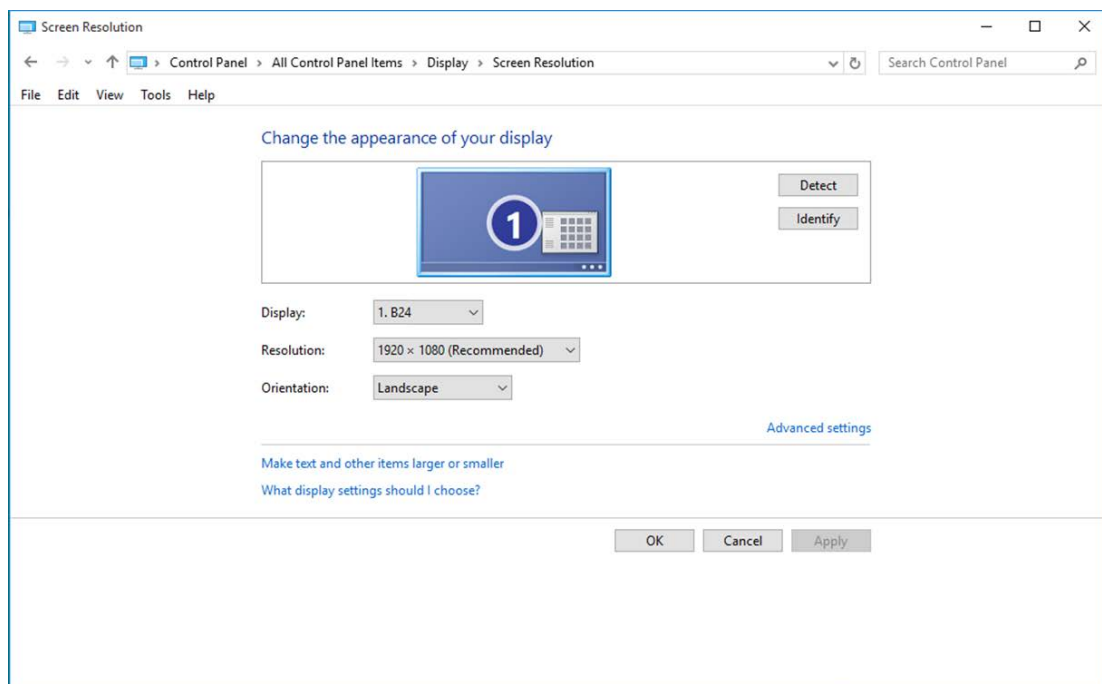 Screen Resolution
Control Panel > All Control Panel Items > Display > Screen Resolution
Search Control Panel
File Edit View Tools Help
Change the appearance of your display
1
Detect
Identify
Display: 1. B24
Resolution: 1920 × 1080 (Recommended)
Orientation: Landscape
Advanced settings
Make text and other items larger or smaller
What display settings should I choose?
OK Cancel Apply